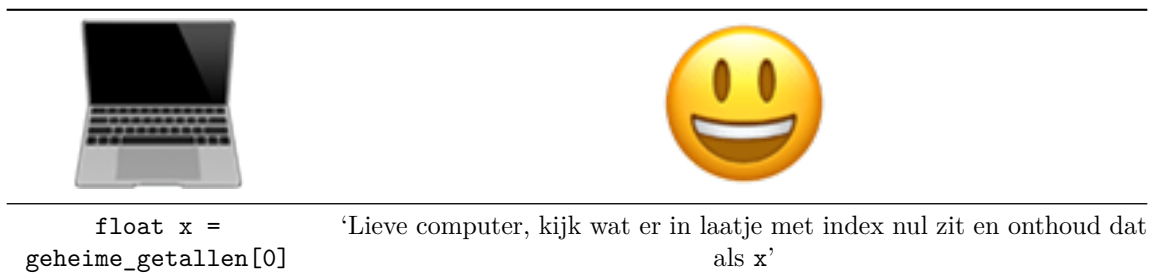 float x =
geheime_getallen[0]
‘Lieve computer, kijk wat er in laatje met index nul zit en onthoud dat
als x’